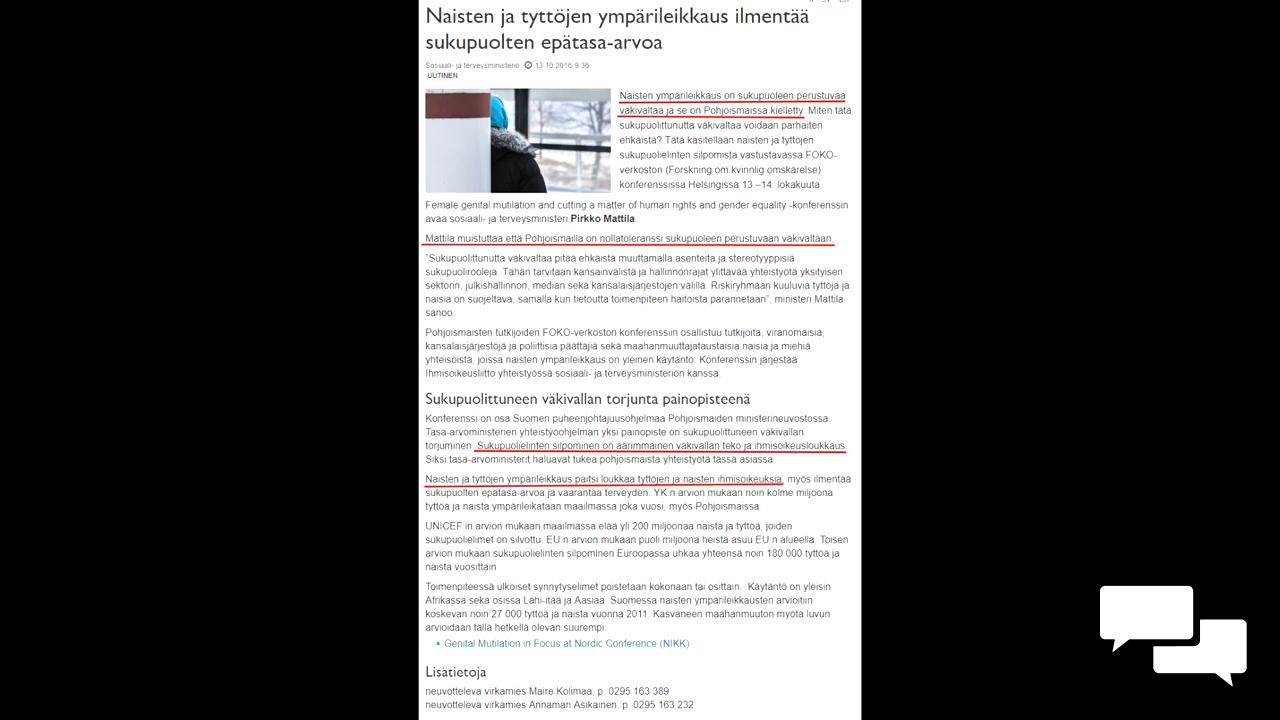 Naisten ja tyttöjen ympärileikkaus ilmentää
sukupuolten epätasa-arvoa
Sosiaali- ja terveysministeriö 13.10.2016 9.36
UUTINEN
Naisten ympärileikkaus on sukupuoleen perustuvaa
väkivaltaa ja se on Pohjoismaissa kielletty. Miten tätä
sukupuolittunutta väkivaltaa voidaan parhaiten
ehkäistä? Tätä käsitellään naisten ja tyttöjen
sukupuolielinten silpomista vastustavassa FOKO-
verkoston (Forskning om kvinnlig omskärelse)
konferenssissa Helsingissä 13.–14. lokakuuta.
Female genital mutilation and cutting a matter of human rights and gender equality -konferenssin
avaa sosiaali- ja terveysministeri Pirkko Mattila.
Mattila muistuttaa että Pohjoismailla on nollatoleranssi sukupuoleen perustuvaan väkivaltaan.
"Sukupuolittunutta väkivaltaa pitää ehkäistä muuttamalla asenteita ja stereotyyppisiä
sukupuolirooleja. Tähän tarvitaan kansainvälistä ja hallinnonrajat ylittävää yhteistyötä yksityisen
sektorin, julkishallinnon, median sekä kansalaisjärjestöjen välillä. Riskiryhmään kuuluvia tyttöjä ja
naisia on suojeltava, samalla kun tietoutta toimenpiteen haitoista parannetaan", ministeri Mattila
sanoo.
Pohjoismaisten tutkijoiden FOKO-verkoston konferenssiin osallistuu tutkijoita, viranomaisia,
kansalaisjärjestöjä ja poliittisia päättäjiä sekä maahanmuuttajataustaisia naisia ja miehiä
yhteisöistä, joissa naisten ympärileikkaus on yleinen käytäntö. Konferenssin järjestää
Ihmisoikeusliitto yhteistyössä sosiaali- ja terveysministeriön kanssa.
Sukupuolittuneen väkivallan torjunta painopisteenä
Konferenssi on osa Suomen puheenjohtajuusohjelmaa Pohjoismaiden ministerineuvostossa.
Tasa-arvoministerien yhteistyöohjelman yksi painopiste on sukupuolittuneen väkivallan
torjuminen. Sukupuolielinten silpominen on äärimmäinen väkivallan teko ja ihmisoikeusloukkaus.
Siksi tasa-arvoministerit haluavat tukea pohjoismaista yhteistyötä tässä asiassa.
Naisten ja tyttöjen ympärileikkaus paitsi loukkaa tyttöjen ja naisten ihmisoikeuksia, myös ilmentää
sukupuolten epätasa-arvoa ja vaarantaa terveyden. YK:n arvion mukaan noin kolme miljoonaa
tyttöä ja naista ympärileikataan maailmassa joka vuosi, myös Pohjoismaissa.
UNICEF:in arvion mukaan maailmassa elää yli 200 miljoonaa naista ja tyttöä, joiden
sukupuolielimet on silvottu. EU:n arvion mukaan puoli miljoona heistä asuu EU:n alueella. Toisen
arvion mukaan sukupuolielinten silpominen Euroopassa uhkaa yhteensä noin 180 000 tyttöä ja
naista vuosittain
Toimenpiteessä ulkoiset synnytyselimet poistetaan kokonaan tai osittain. Käytäntö on yleisin
Afrikassa sekä osissa Lähi-itää ja Aasiaa. Suomessa naisten ympärileikkausten arvioitiin
koskevan noin 27 000 tyttöä ja naista vuonna 2011. Kasvaneen maahanmuuton myötä luvun
arvioidaan tällä hetkellä olevan suurempi.
Genital Mutilation in Focus at Nordic Conference (NIKK)
Lisätietoja
neuvotteleva virkamies Maire Kolimaa, p. 0295 163 389
neuvotteleva virkamies Annamari Asikainen, p. 0295 163 232